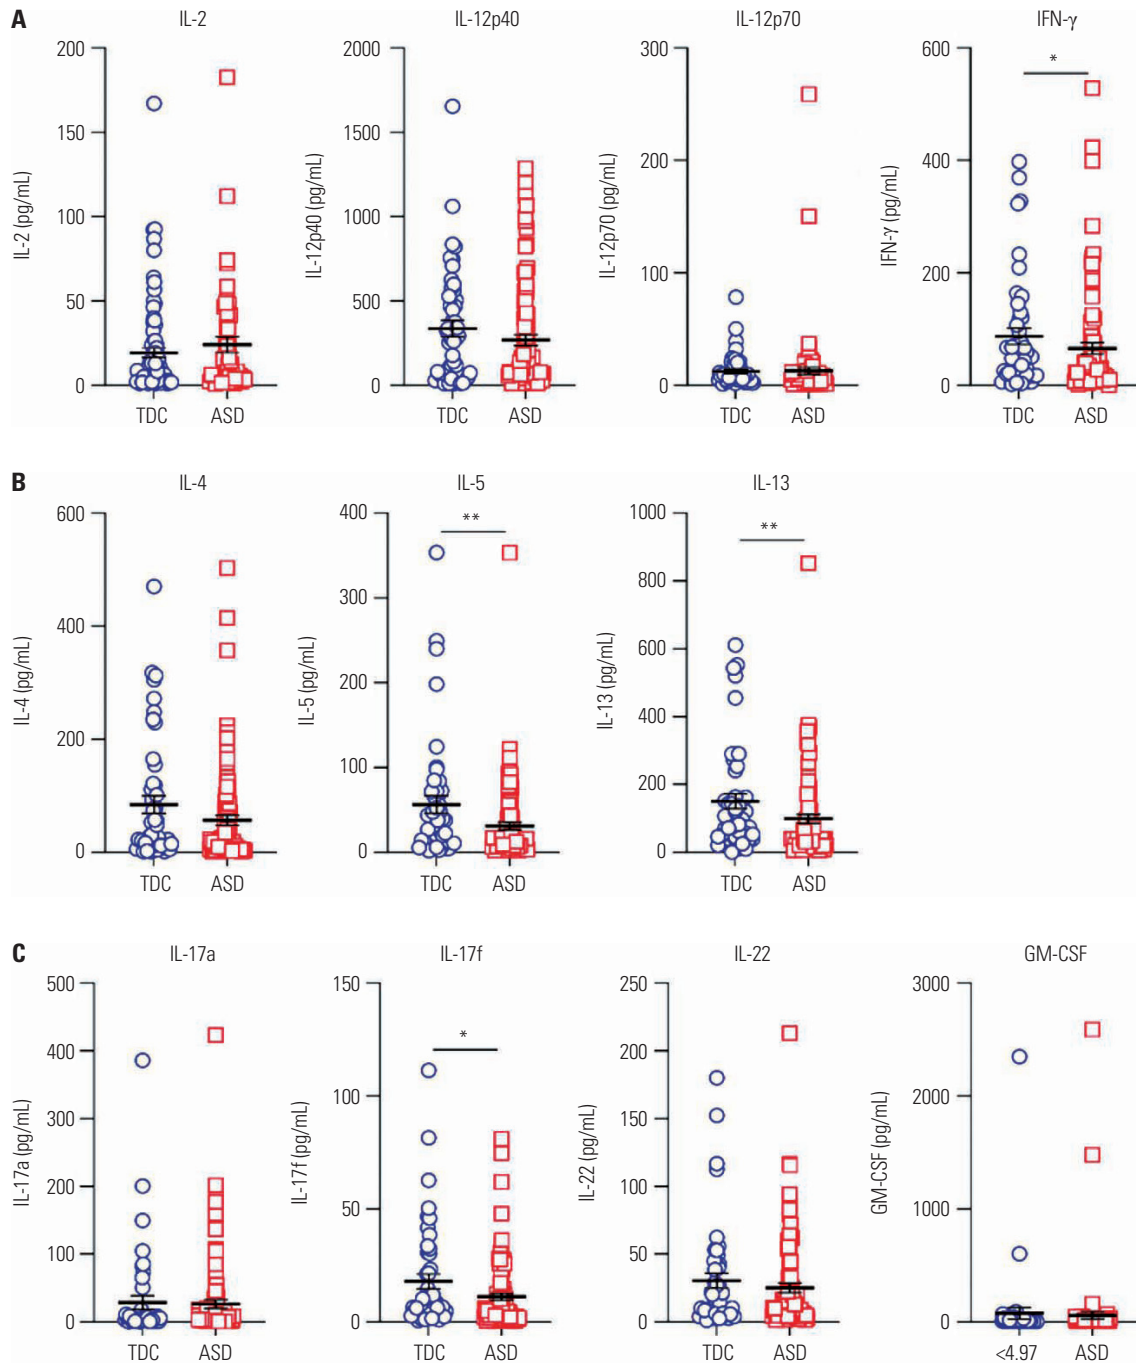 A
IL-2
IL-12p40
IL-12p70
IFN-γ
IL-2 (pg/mL)
200
150
100
50
0
TDC
ASD
IL-12p40 (pg/mL)
2000
1500
1000
500
0
TDC
ASD
IL-12p70 (pg/mL)
300
200
100
0
TDC
ASD
IFN-γ (pg/mL)
600
400
200
0
*
TDC
ASD
B
IL-4
IL-5
IL-13
IL-4 (pg/mL)
600
400
200
0
TDC
ASD
IL-5 (pg/mL)
400
300
200
100
0
**
TDC
ASD
IL-13 (pg/mL)
1000
800
600
400
200
0
**
TDC
ASD
C
IL-17a
IL-17f
IL-22
GM-CSF
IL-17a (pg/mL)
500
400
300
200
100
0
TDC
ASD
IL-17f (pg/mL)
150
100
50
0
*
TDC
ASD
IL-22 (pg/mL)
250
200
150
100
50
0
TDC
ASD
GM-CSF (pg/mL)
3000
2000
1000
0
<4.97
ASD